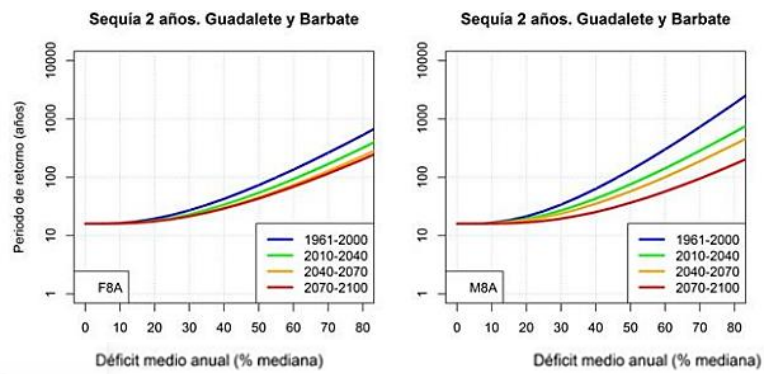 Sequía 2 años. Guadalete y Barbate
Periodo de retorno (años)
10000
1000
100
10
1
F8A
1961-2000
2010-2040
2040-2070
2070-2100
0 10 20 30 40 50 60 70 80
Déficit medio anual (% mediana)
Sequía 2 años. Guadalete y Barbate
10000
1000
100
10
1
M8A
1961-2000
2010-2040
2040-2070
2070-2100
0 10 20 30 40 50 60 70 80
Déficit medio anual (% mediana)